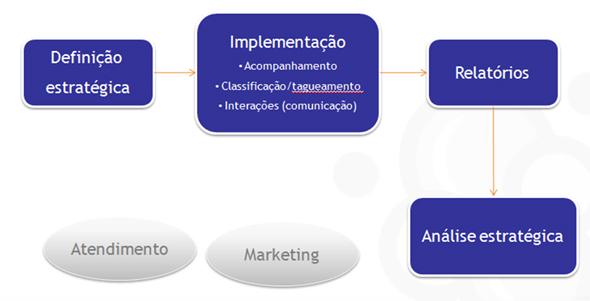 Definição
estratégica
Implementação
•Acompanhamento
•Classificação/tagueamento
•Interações (comunicação)
Relatórios
Análise estratégica
Atendimento
Marketing